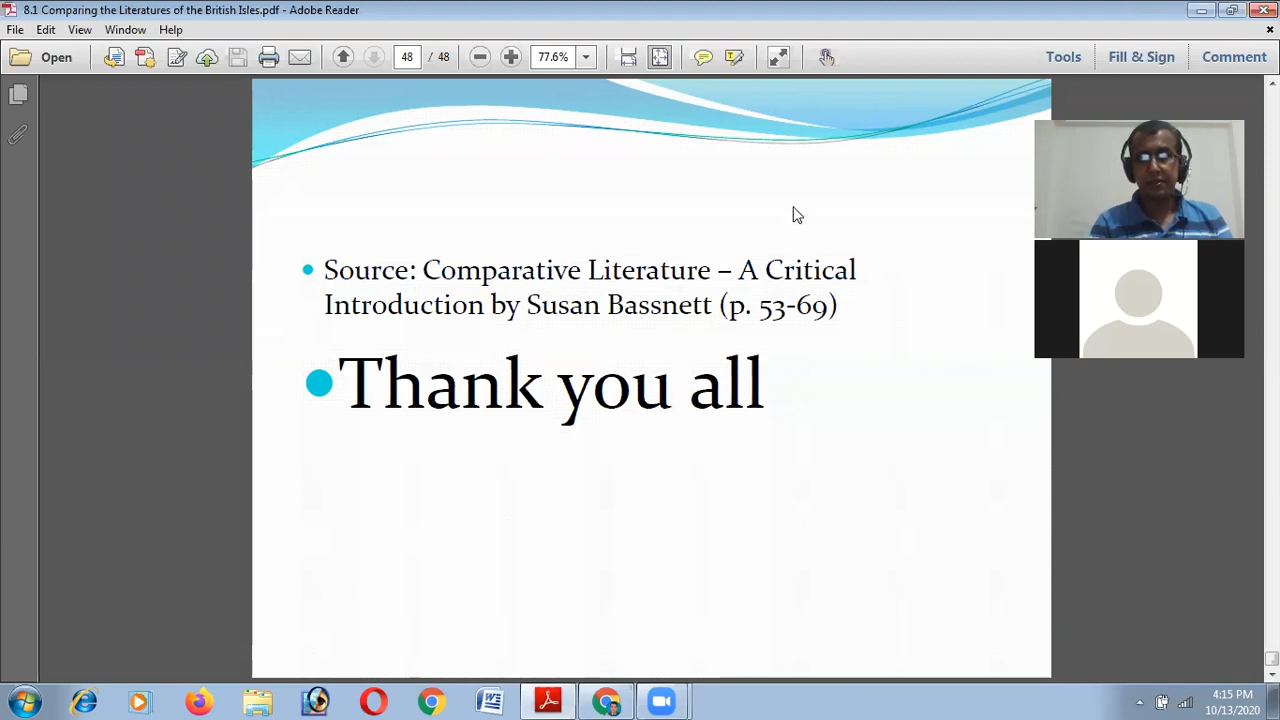 8.1 Comparing the Literatures of the British Isles.pdf - Adobe Reader
File Edit View Window Help
Open 48 / 48 77.6% Tools Fill & Sign Comment
Source: Comparative Literature – A Critical
Introduction by Susan Bassnett (p. 53-69)
Thank you all
4:15 PM
10/13/2020